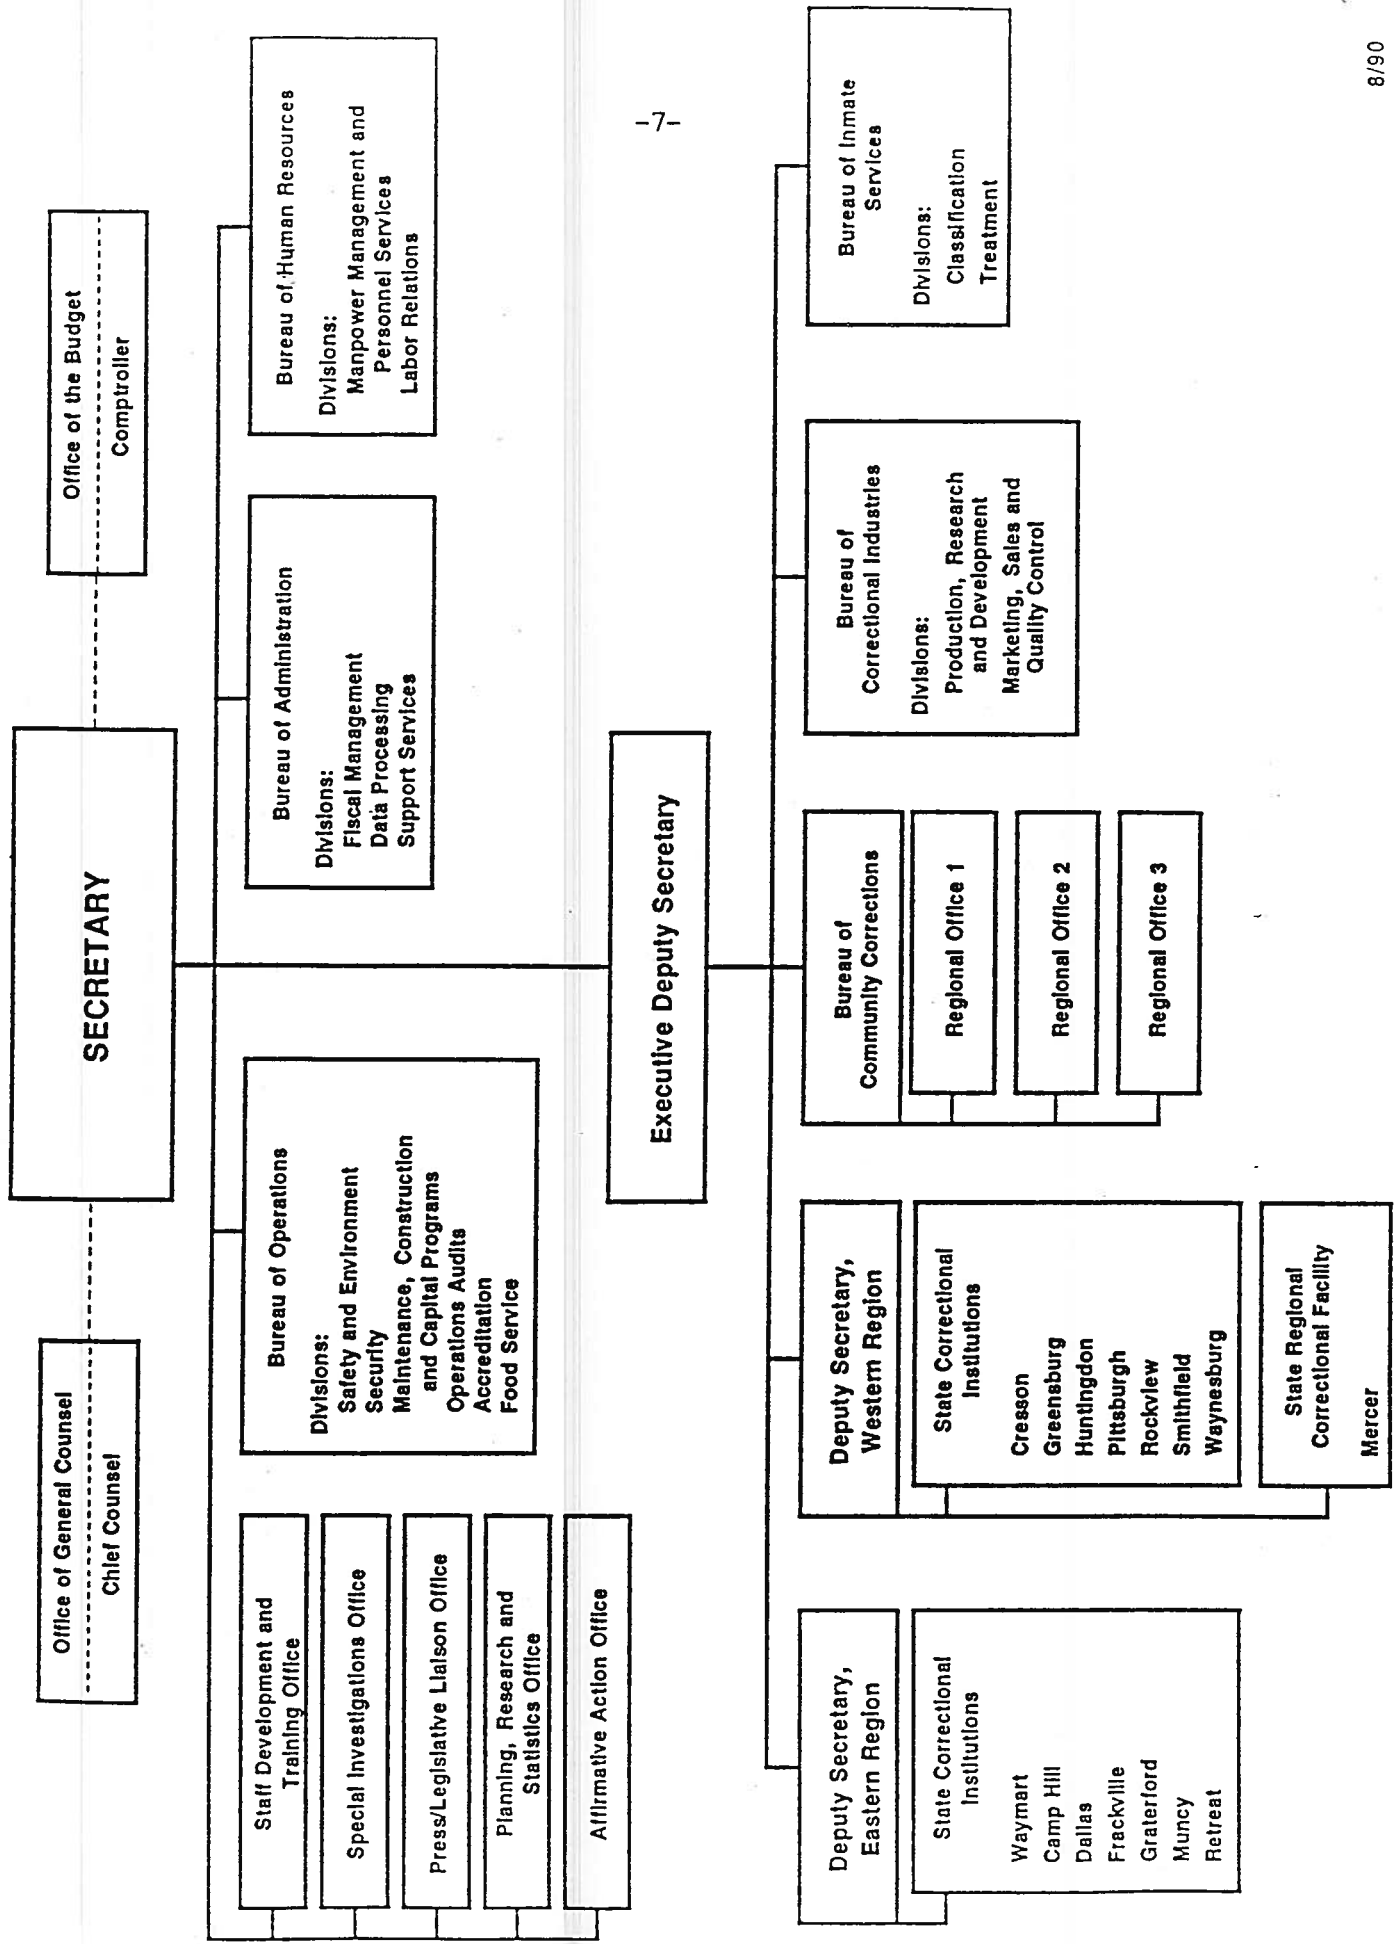 SECRETARY
Office of General Counsel
Chief Counsel
Office of the Budget
Comptroller
Staff Development and
Training Office
Special Investigations Office
Press/Legislative Liaison Office
Planning, Research and
Statistics Office
Affirmative Action Office
Bureau of Operations
Divisions:
Safety and Environment
Security
Maintenance, Construction
and Capital Programs
Operations Audits
Accreditation
Food Service
Bureau of Administration
Divisions:
Fiscal Management
Data Processing
Support Services
Bureau of Human Resources
Divisions:
Manpower Management and
Personnel Services
Labor Relations
Executive Deputy Secretary
-7-
Deputy Secretary,
Eastern Region
State Correctional
Institutions
Waymart
Camp Hill
Dallas
Frackville
Graterford
Muncy
Retreat
Deputy Secretary,
Western Region
State Correctional
Institutions
Cresson
Greensburg
Huntingdon
Pittsburgh
Rockview
Smithfield
Waynesburg
State Regional
Correctional Facility
Mercer
Bureau of
Community Corrections
Regional Office 1
Regional Office 2
Regional Office 3
Bureau of
Correctional Industries
Divisions:
Production, Research
and Development
Marketing, Sales and
Quality Control
Bureau of Inmate
Services
Divisions:
Classification
Treatment
8/90